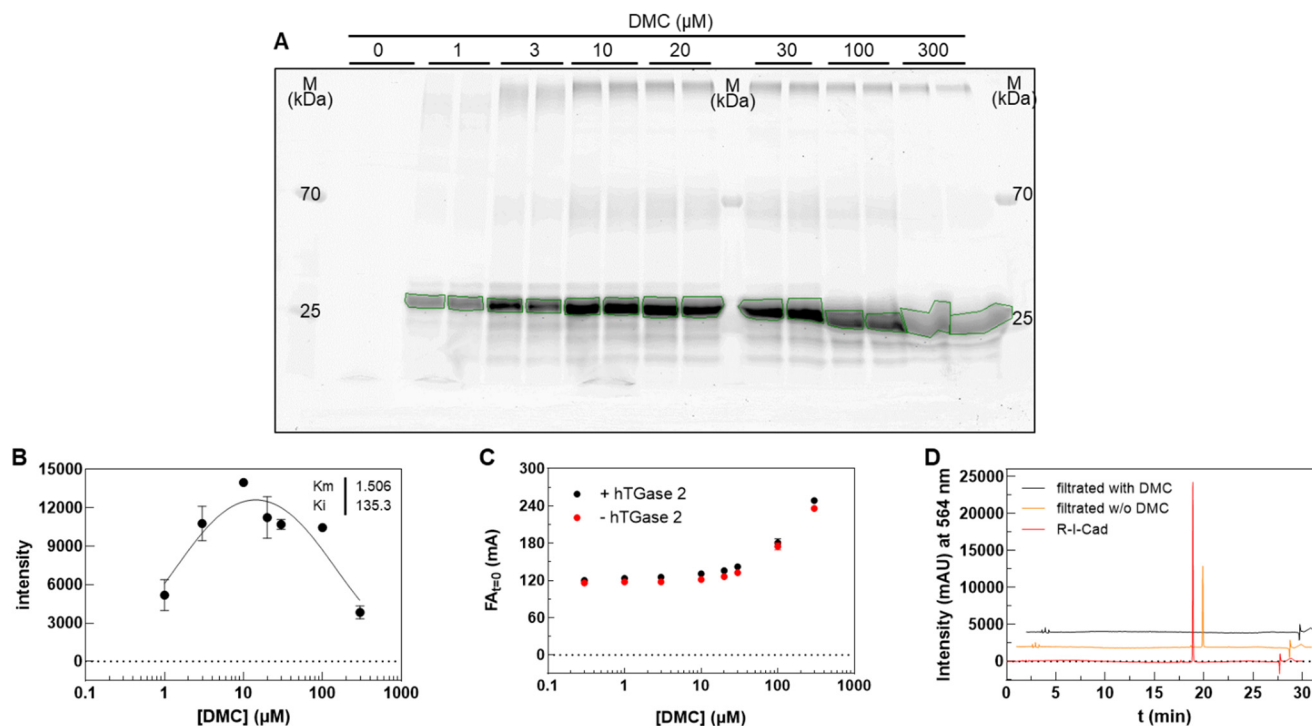 DMC (µM)
A
0 1 3 10 20 30 100 300
M
(kDa)
M
(kDa)
M
(kDa)
70
70
25
25
B
15000
12000
9000
6000
3000
0
intensity
Km 1.506
Ki 135.3
0.1 1 10 100 1000
[DMC] (µM)
C
300
240
180
120
60
0
FAt=0 (mA)
+ hTGase 2
- hTGase 2
0.1 1 10 100 1000
[DMC] (µM)
D
25000
20000
15000
10000
5000
0
Intensity (mAU) at 564 nm
filtrated with DMC
filtrated w/o DMC
R-I-Cad
0 5 10 15 20 25 30
t (min)